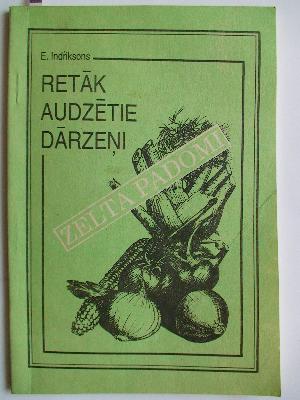 E. Indriksons
RETĀK
AUDZĒTIE
DĀRZEŅI
ZELTA PADOMI